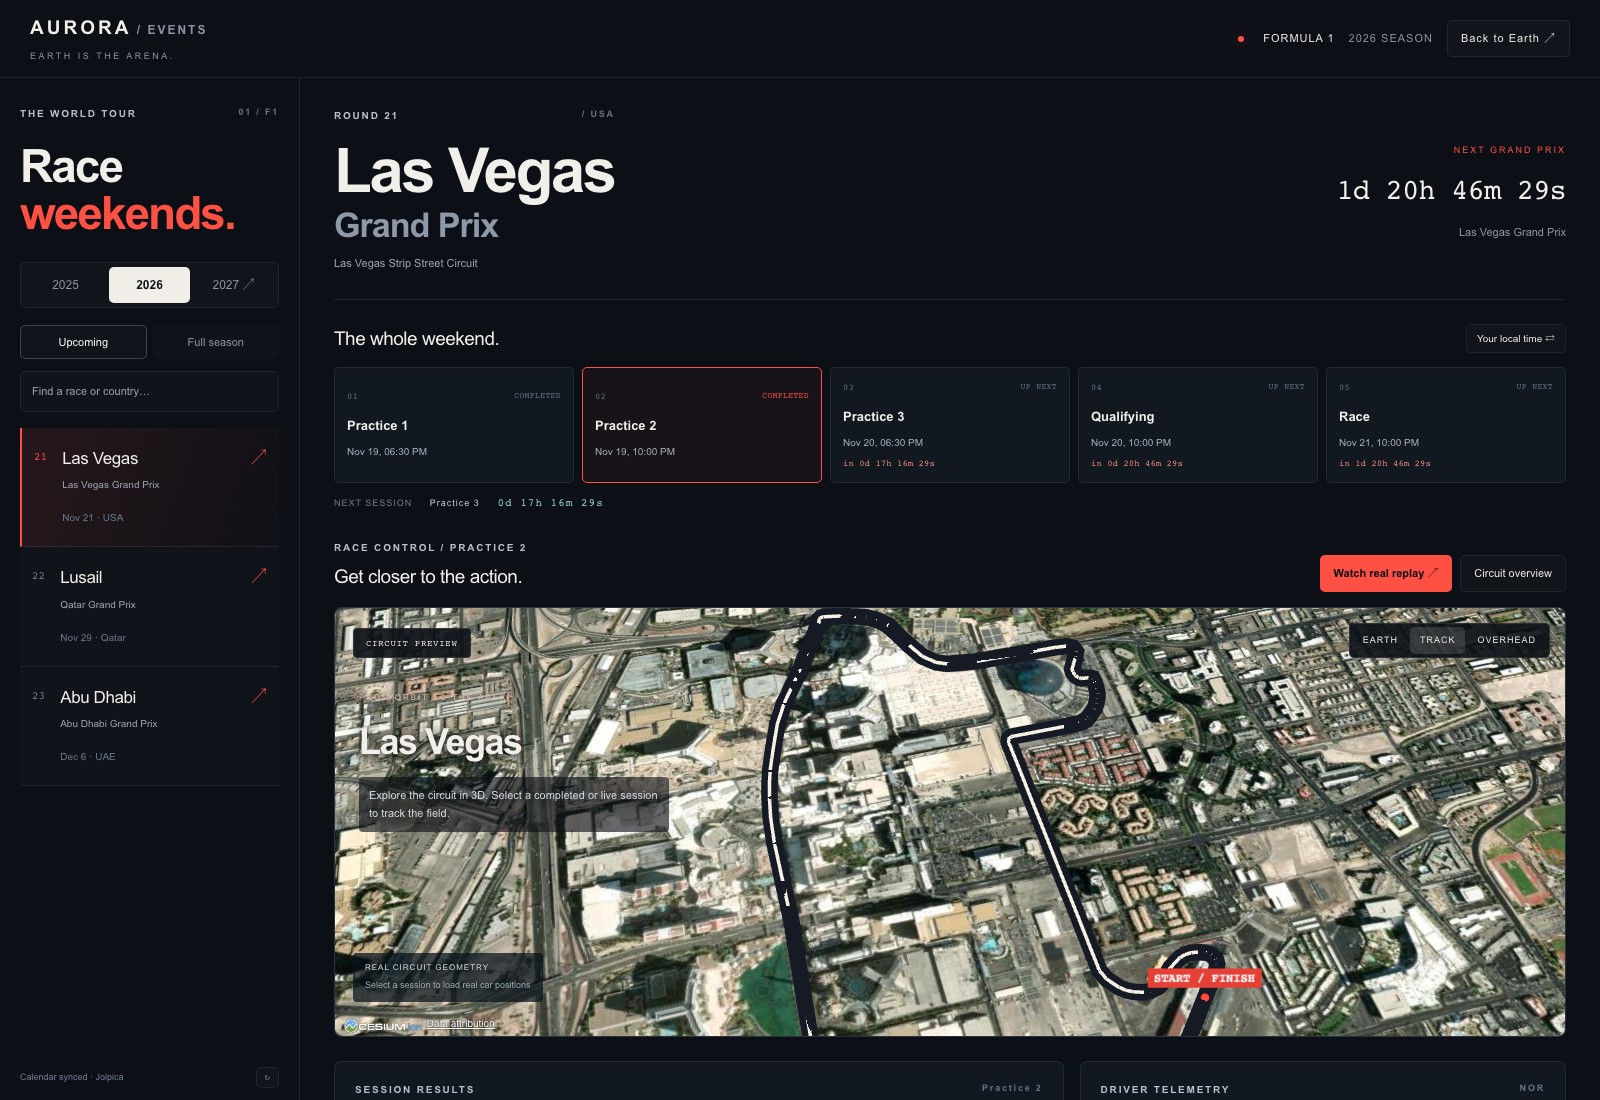 AURORA / EVENTS
EARTH IS THE ARENA.
FORMULA 1 2026 SEASON
Back to Earth ↗
THE WORLD TOUR
01 / F1
Race
weekends.
2025
2026
2027 ↗
Upcoming
Full season
Find a race or country...
21
Las Vegas ↗
Las Vegas Grand Prix
Nov 21 · USA
22
Lusail ↗
Qatar Grand Prix
Nov 29 · Qatar
23
Abu Dhabi ↗
Abu Dhabi Grand Prix
Dec 6 · UAE
Calendar synced · Jolpica
↻
ROUND 21
/ USA
Las Vegas
Grand Prix
Las Vegas Strip Street Circuit
NEXT GRAND PRIX
1d 20h 46m 29s
Las Vegas Grand Prix
The whole weekend.
Your local time ⇄
01
COMPLETED
Practice 1
Nov 19, 06:30 PM
02
COMPLETED
Practice 2
Nov 19, 10:00 PM
03
UP NEXT
Practice 3
Nov 20, 06:30 PM
in 0d 17h 16m 29s
04
UP NEXT
Qualifying
Nov 20, 10:00 PM
in 0d 20h 46m 29s
05
UP NEXT
Race
Nov 21, 10:00 PM
in 1d 20h 46m 29s
NEXT SESSION Practice 3 0d 17h 16m 29s
RACE CONTROL / PRACTICE 2
Get closer to the action.
Watch real replay ↗
Circuit overview
CIRCUIT PREVIEW
EARTH
TRACK
OVERHEAD
Las Vegas
Explore the circuit in 3D. Select a completed or live session
to track the field.
START / FINISH
REAL CIRCUIT GEOMETRY
Select a session to load real car positions
CESIUM Data attribution
SESSION RESULTS
Practice 2
DRIVER TELEMETRY
NOR